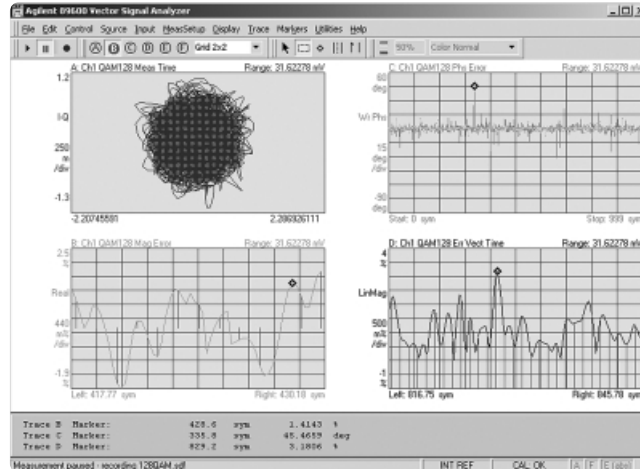 Agilent 89600 Vector Signal Analyzer
File Edit Control Source Input MeasSetup Display Trace Markers Utilities Help
A B C D E F Grid 2x2 50% Color Normal
A: Ch1 QAM128 Meas Time Range: 31.62278 mV
1.2
I-Q
250
m
/div
-1.3
-2.20745581 2.286826111
C: Ch1 QAM128 Phs Error Range: 31.62278 mV
60
deg
Wr Phs
15
deg
/div
-90
deg
Start: 0 sym Stop: 999 sym
B: Ch1 QAM128 Mag Error Range: 31.62278 mV
2.5
%
Real
440
m%
/div
-1.9
%
Left: 417.77 sym Right: 430.18 sym
D: Ch1 QAM128 Err Vect Time Range: 31.62278 mV
4
%
LinMag
500
m%
/div
-1
%
Left: 816.75 sym Right: 845.78 sym
Trace B Marker: 428.6 sym 1.4143 %
Trace C Marker: 335.8 sym 45.4659 deg
Trace D Marker: 829.2 sym 3.1806 %
Measurement paused - recording 128QAM.sdf INT REF CAL: OK A F